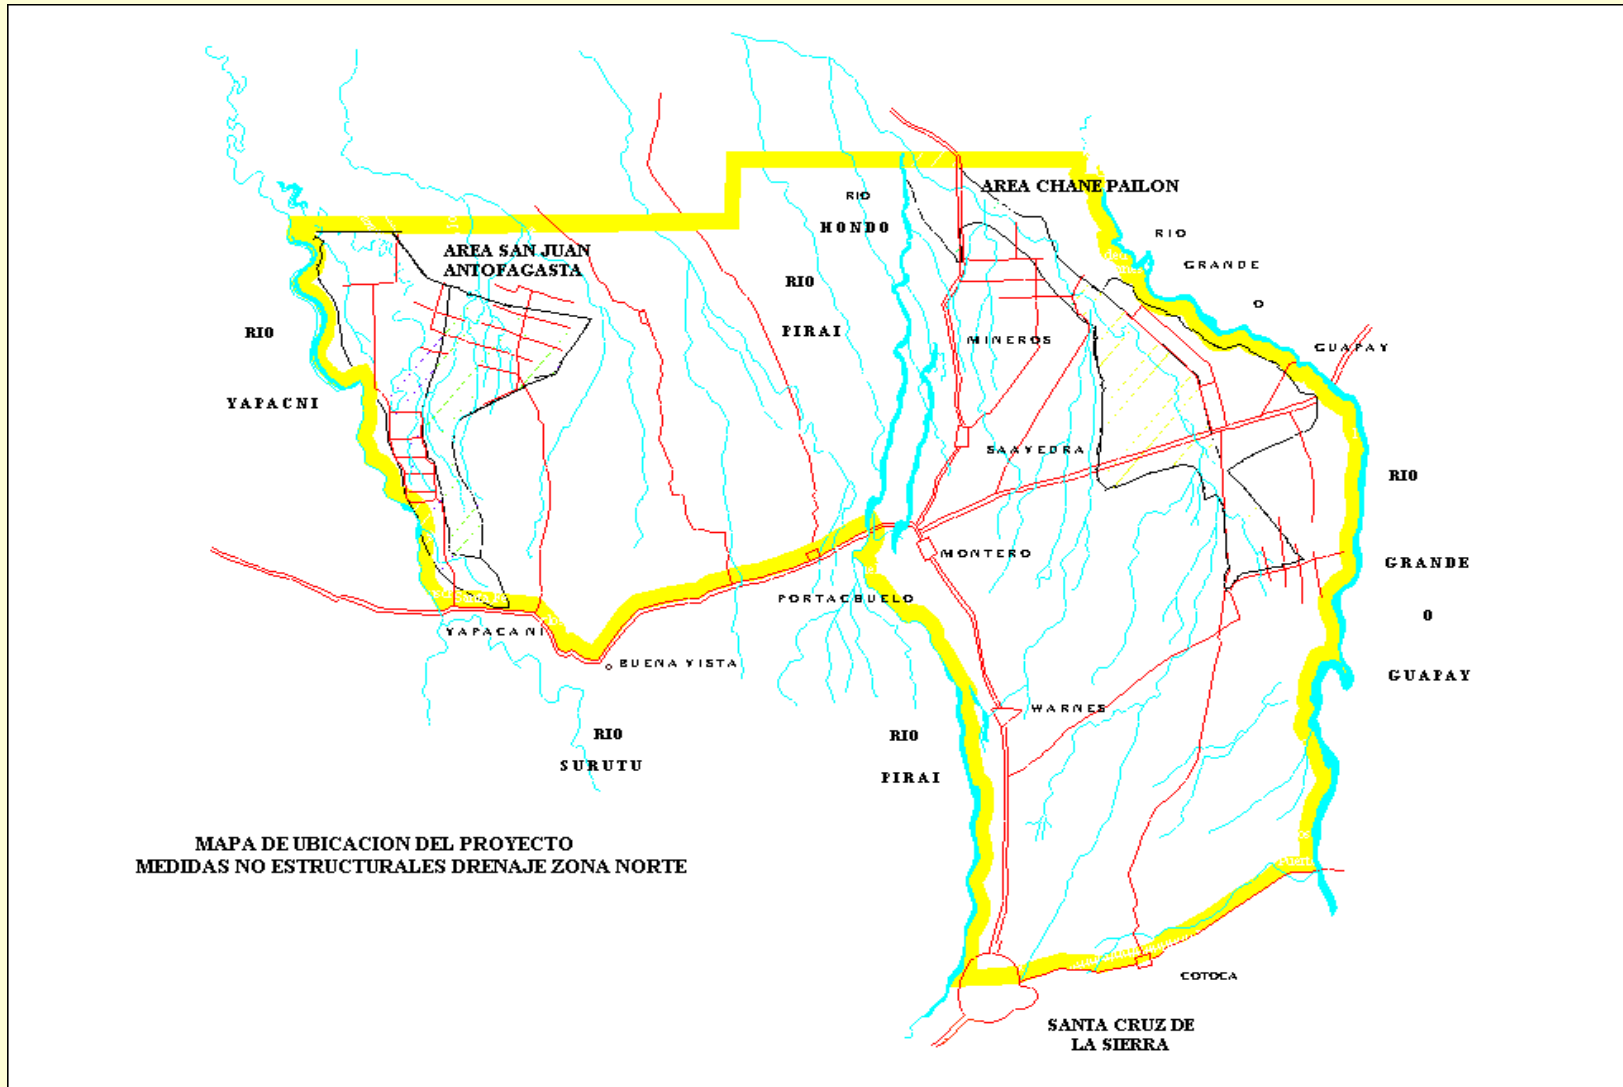 AREA CHANE PAILON
RIO
HONDO
RIO
GRANDE
O
GUAPAY
AREA SAN JUAN
ANTOFAGASTA
RIO
PIRAI
RIO
YAPACNI
MINEROS
SAAVEDRA
RIO
GRANDE
O
GUAPAY
MONTERO
PORTACBUELO
YAPACANI
BUENA VISTA
WARNES
RIO
SURUTU
RIO
PIRAI
MAPA DE UBICACION DEL PROYECTO
MEDIDAS NO ESTRUCTURALES DRENAJE ZONA NORTE
COTOCA
SANTA CRUZ DE
LA SIERRA